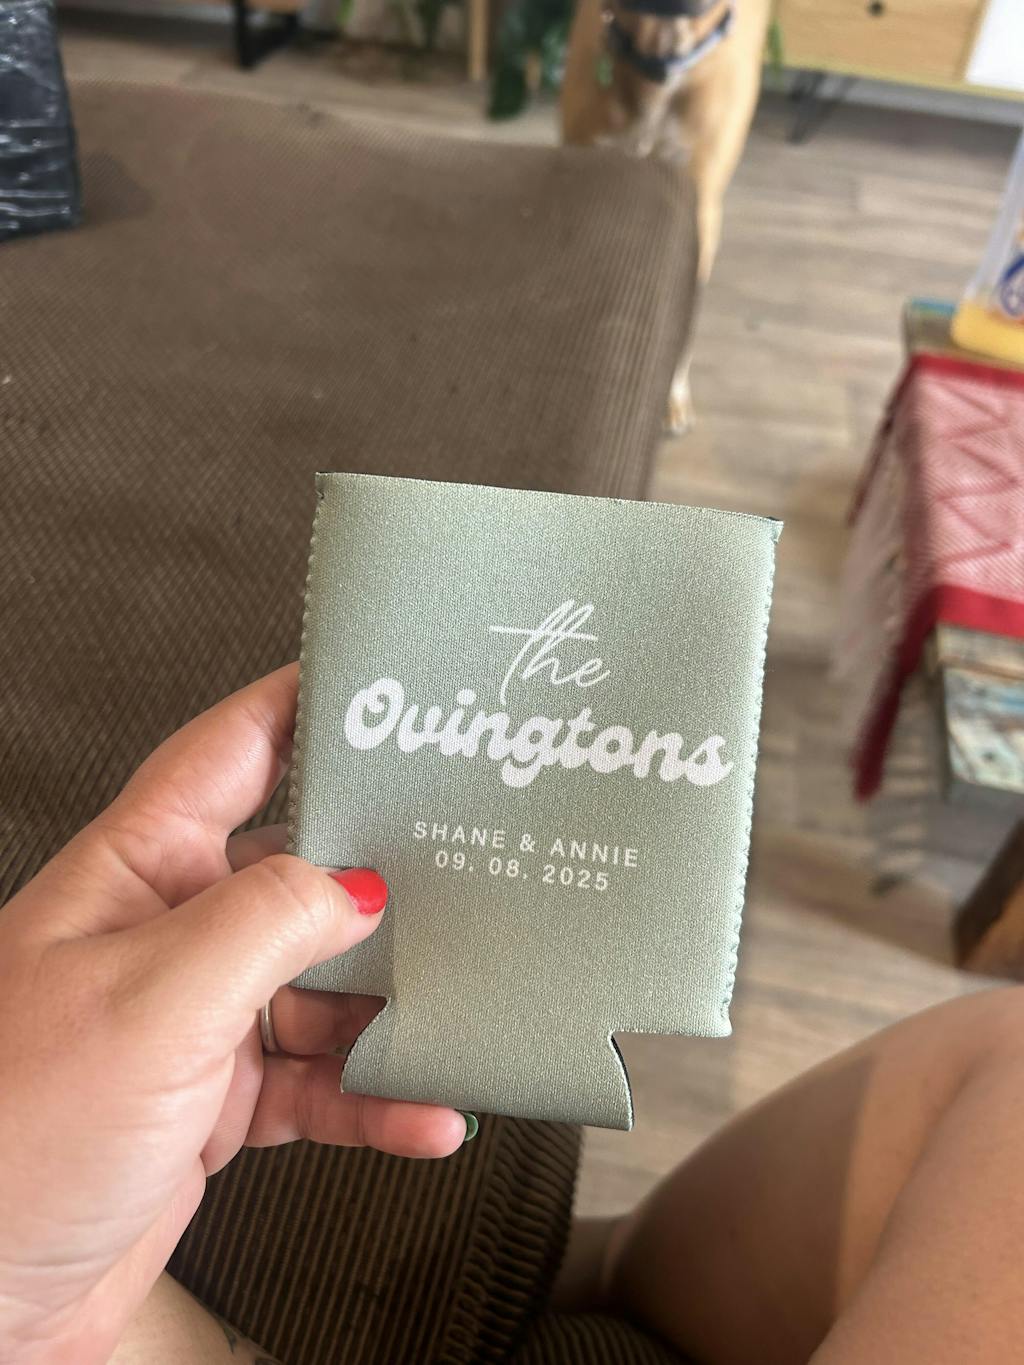 the
Ovingtons
SHANE & ANNIE
09. 08. 2025